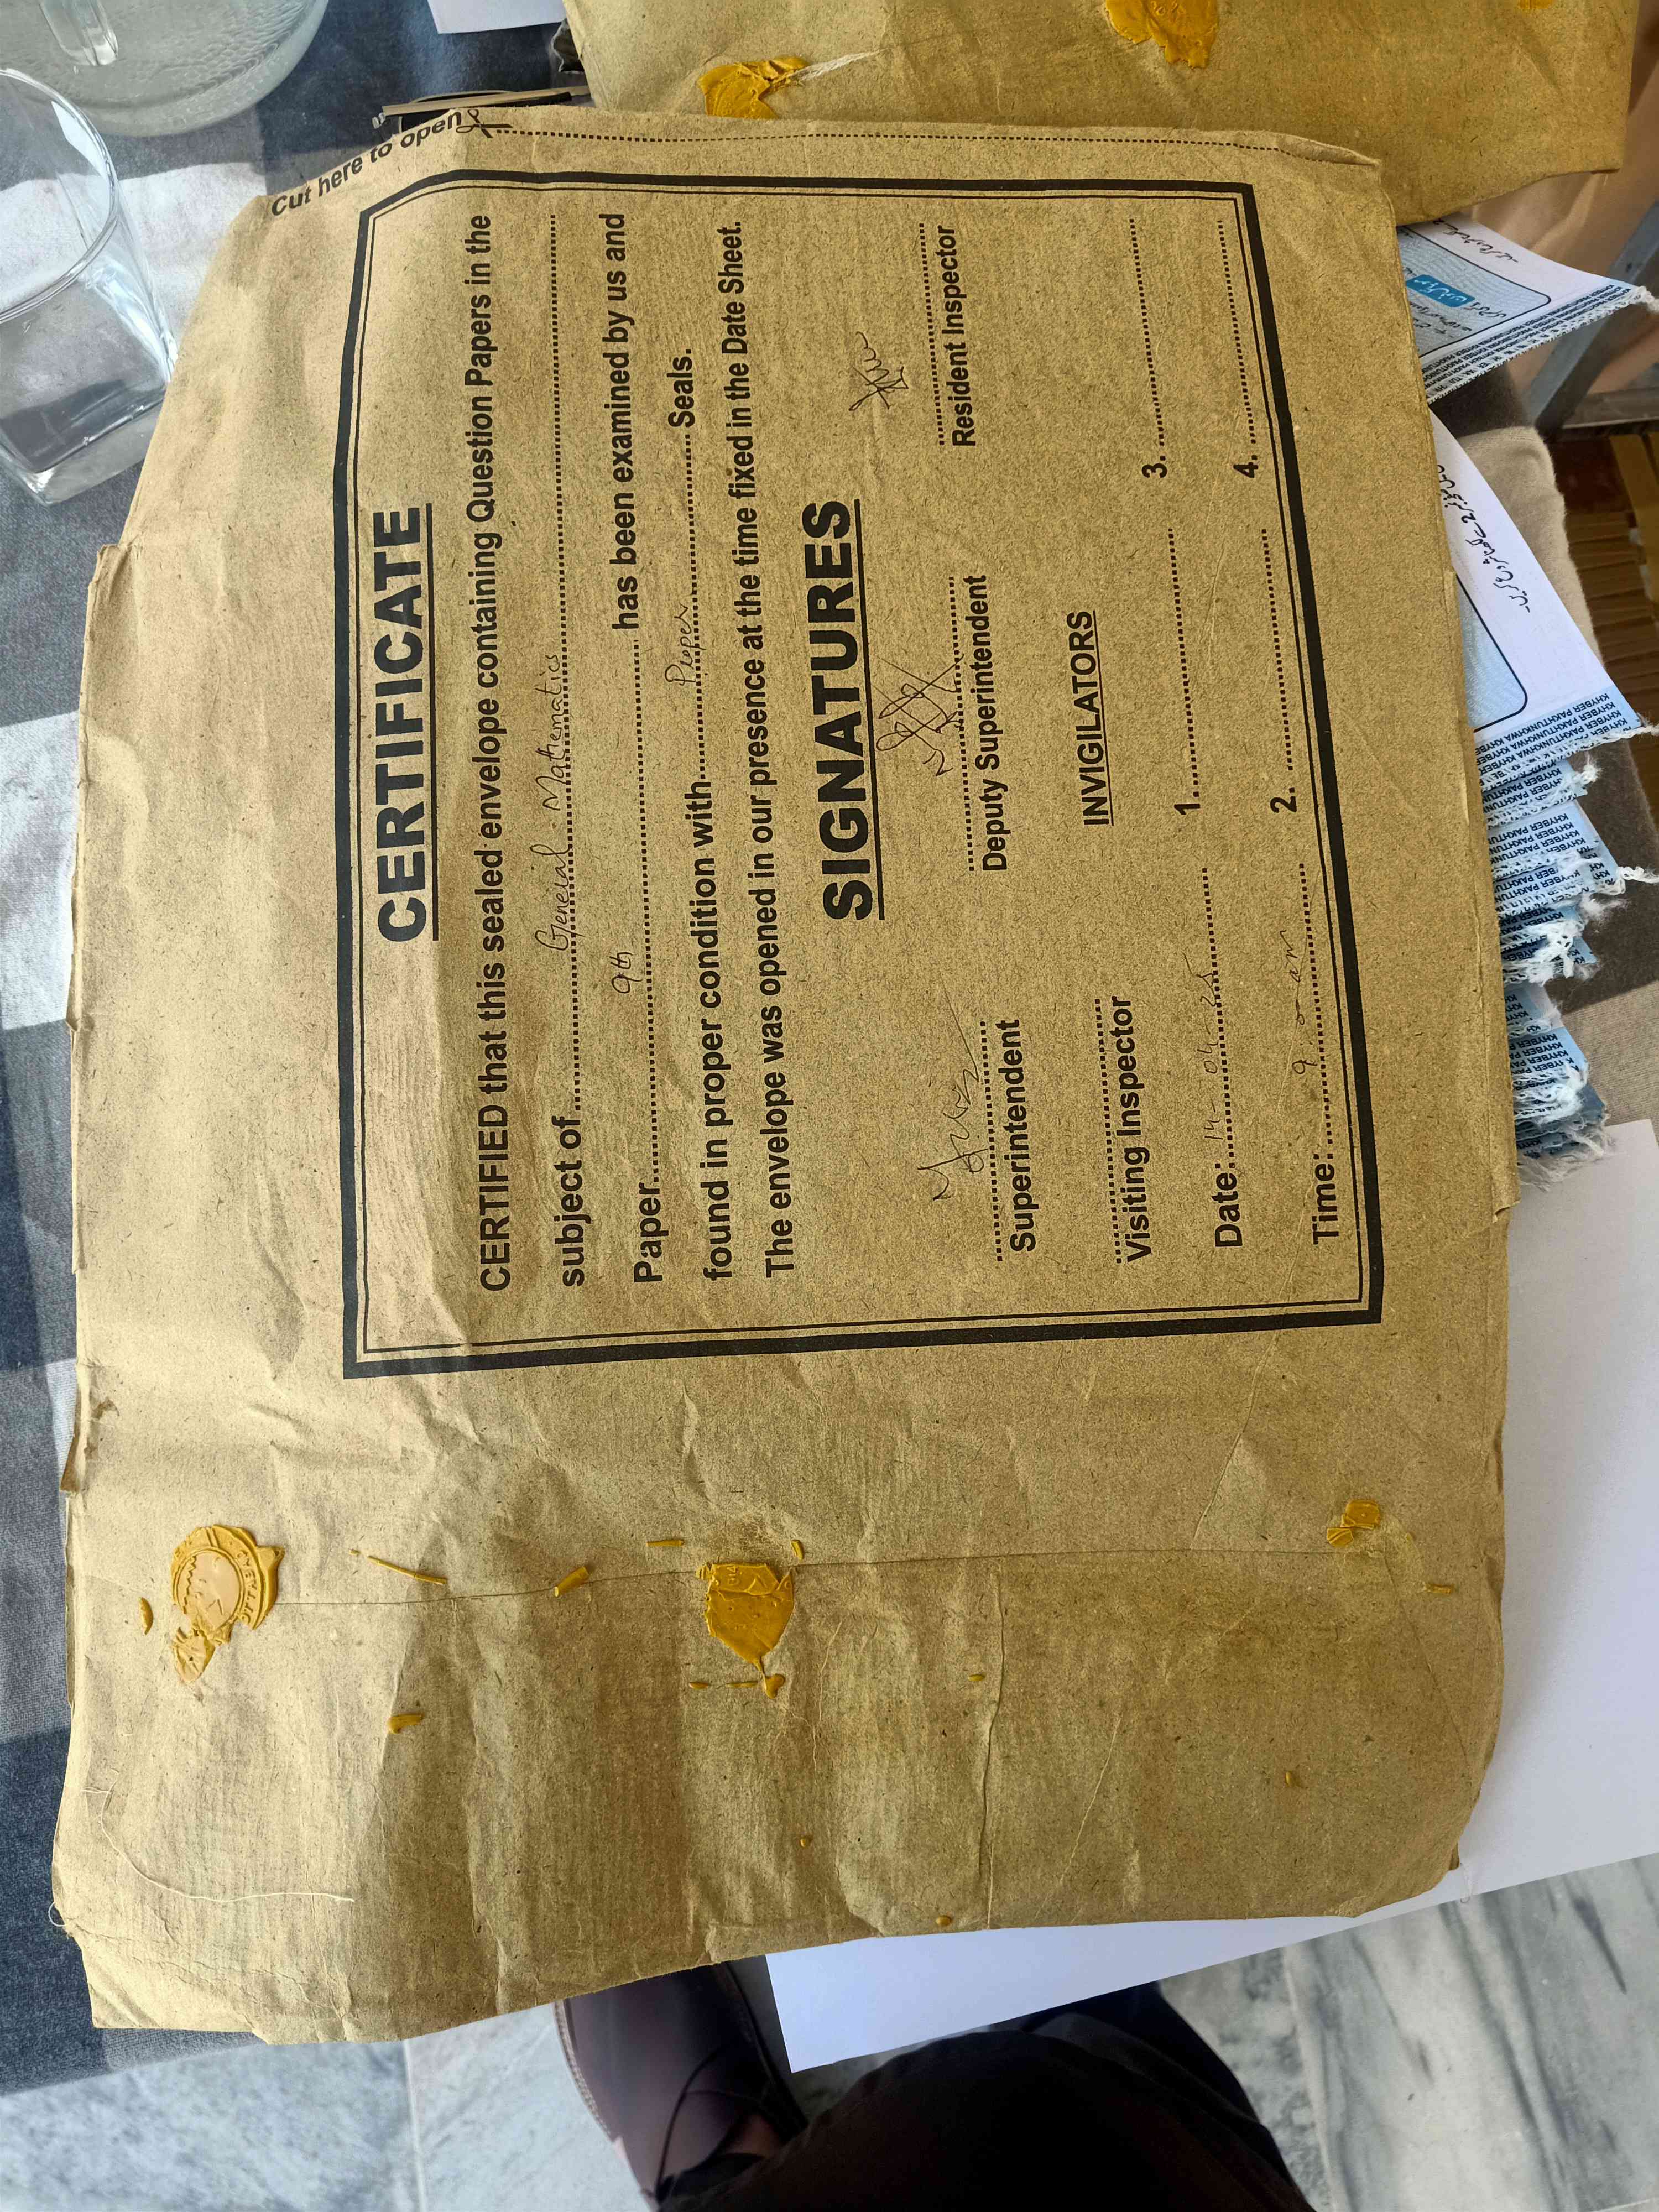 Cut here to open
CERTIFICATE
CERTIFIED that this sealed envelope containing Question Papers in the
subject of General Mathematics
Paper 9th has been examined by us and
found in proper condition with Proper Seals.
The envelope was opened in our presence at the time fixed in the Date Sheet.
SIGNATURES
Superintendent Deputy Superintendent Resident Inspector
Visiting Inspector
INVIGILATORS
Date: 14-04-25 1. 3.
Time: 9:00 am 2. 4.
KHYBER PAKHTUNKHWA